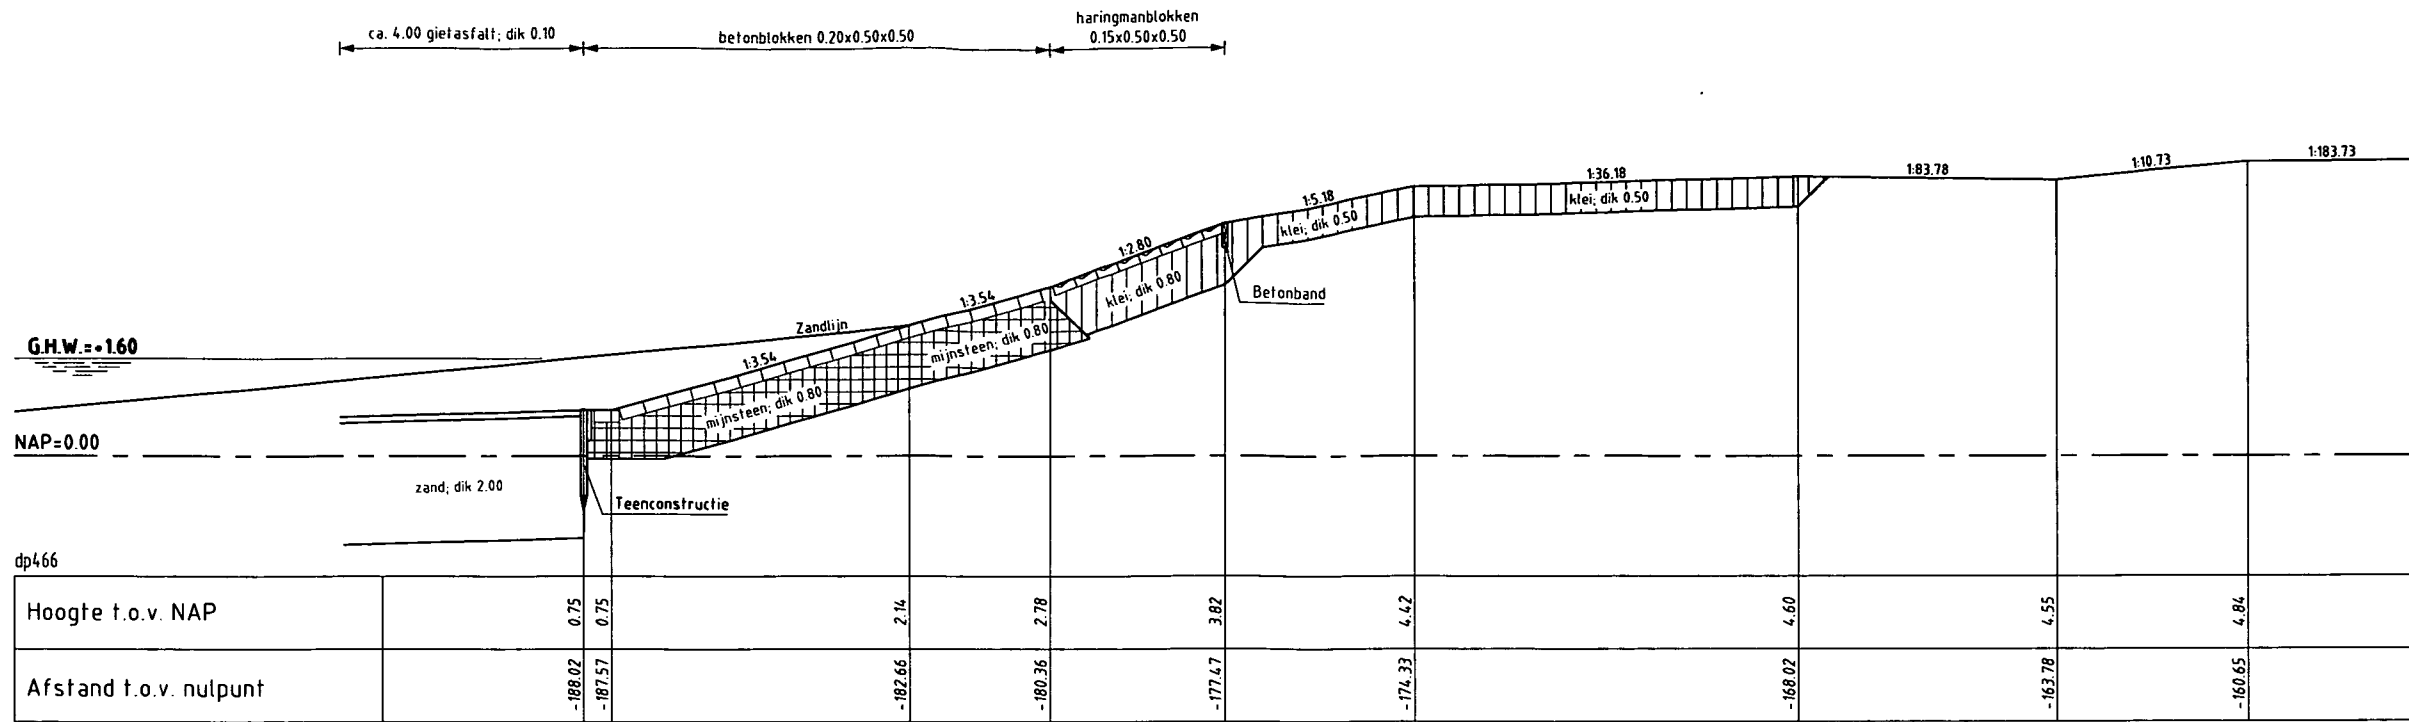 haringmanblokken
ca. 4.00 gietasfalt; dik 0.10
betonblokken 0.20x0.50x0.50
0.15x0.50x0.50
1:183.73
1:10.73
1:83.78
1:36.18
klei; dik 0.50
1:5.18
klei; dik 0.50
1:2.80
klei; dik 0.80
Betonband
1:3.54
Zandlijn
mijnsteen; dik 0.80
G.H.W.=+1.60
1:3.54
mijnsteen; dik 0.80
NAP=0.00
zand; dik 2.00
Teenconstructie
dp466
Hoogte t.o.v. NAP 0.75 0.75 2.14 2.78 3.82 4.42 4.60 4.55 4.84
Afstand t.o.v. nulpunt -188.02 -187.57 -182.66 -180.36 -177.47 -174.33 -168.02 -163.78 -160.65